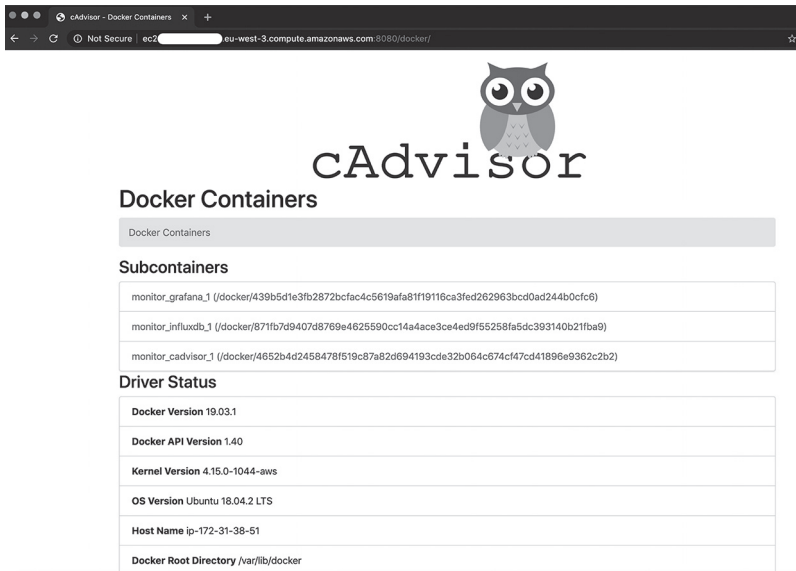 cAdvisor - Docker Containers
Not Secure | ec2 .eu-west-3.compute.amazonaws.com:8080/docker/
cAdvisor
Docker Containers
Docker Containers
Subcontainers
monitor_grafana_1 (/docker/439b5d1e3fb2872bcfac4c5619afa81f19116ca3fed262963bcd0ad244b0cfc6)
monitor_influxdb_1 (/docker/871fb7d9407d8769e4625590cc14a4ace3ce4ed9f55258fa5dc393140b21fba9)
monitor_cadvisor_1 (/docker/4652b4d2458478f519c87a82d694193cde32b064c674cf47cd41896e9362c2b2)
Driver Status
Docker Version 19.03.1
Docker API Version 1.40
Kernel Version 4.15.0-1044-aws
OS Version Ubuntu 18.04.2 LTS
Host Name ip-172-31-38-51
Docker Root Directory /var/lib/docker